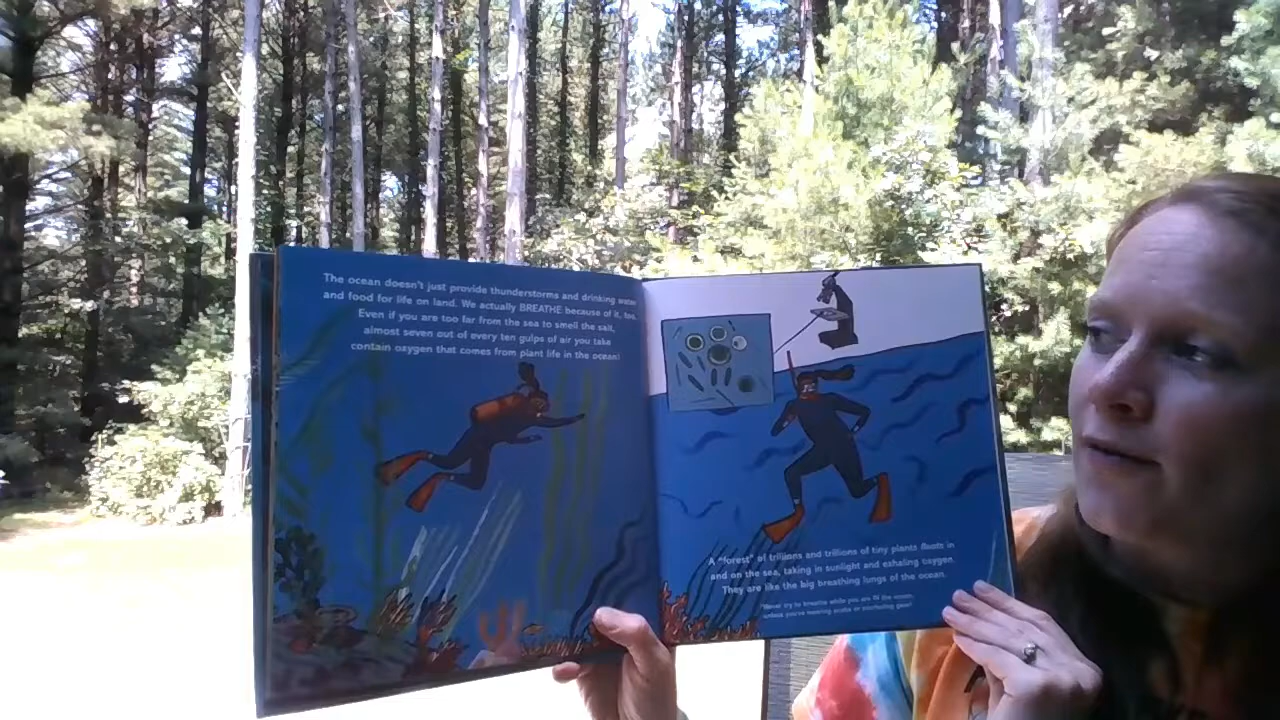 The ocean doesn't just provide thunderstorms and drinking water
and food for life on land. We actually BREATHE because of it, too.
Even if you are too far from the sea to smell the salt,
almost seven out of every ten gulps of air you take
contain oxygen that comes from plant life in the ocean!
A "forest" of trillions and trillions of tiny plants floats in
and on the sea, taking in sunlight and exhaling oxygen.
They are like the big breathing lungs of the ocean.
*Never try to breathe while you are IN the ocean,
unless you're wearing scuba or snorkeling gear!